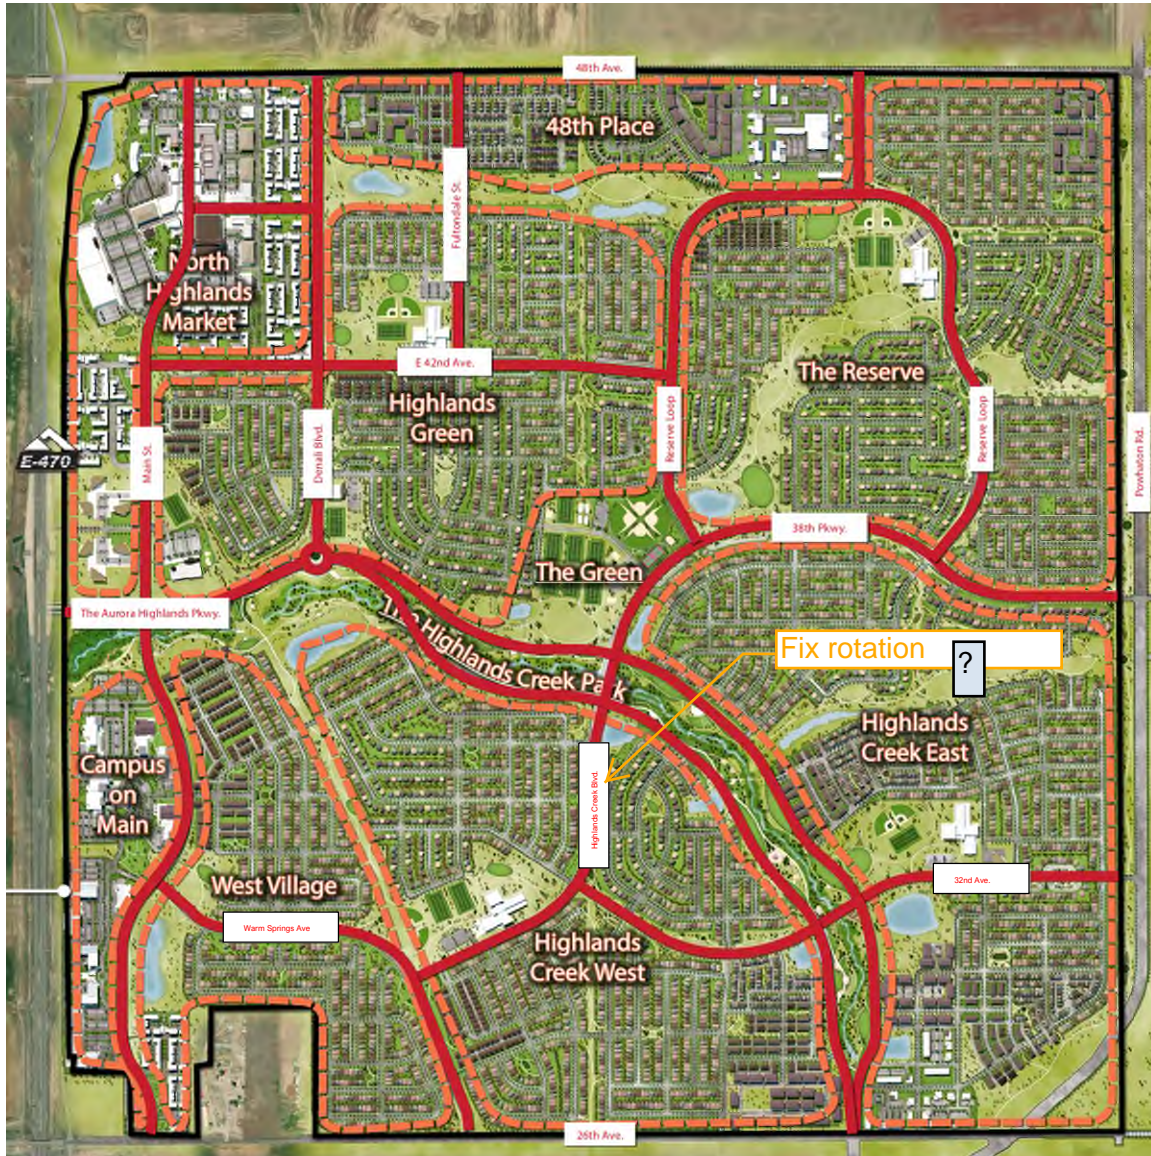 48th Ave.
48th Place
Fultondale St.
North
Highlands
Market
E 42nd Ave.
The Reserve
Highlands
Green
Main St.
Denali Blvd.
Reserve Loop
Reserve Loop
Powhaton Rd.
E-470
38th Pkwy.
The Green
The Aurora Highlands Pkwy.
The Highlands Creek Park
Fix rotation
?
Highlands
Creek East
Campus
on
Main
Highlands Creek Blvd.
West Village
32nd Ave.
Warm Springs Ave
Highlands
Creek West
26th Ave.